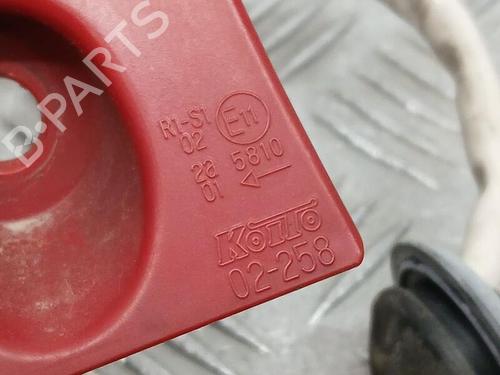 B-PARTS
R1-S1
02
E11
2a
01
5810
KOITO
02-258